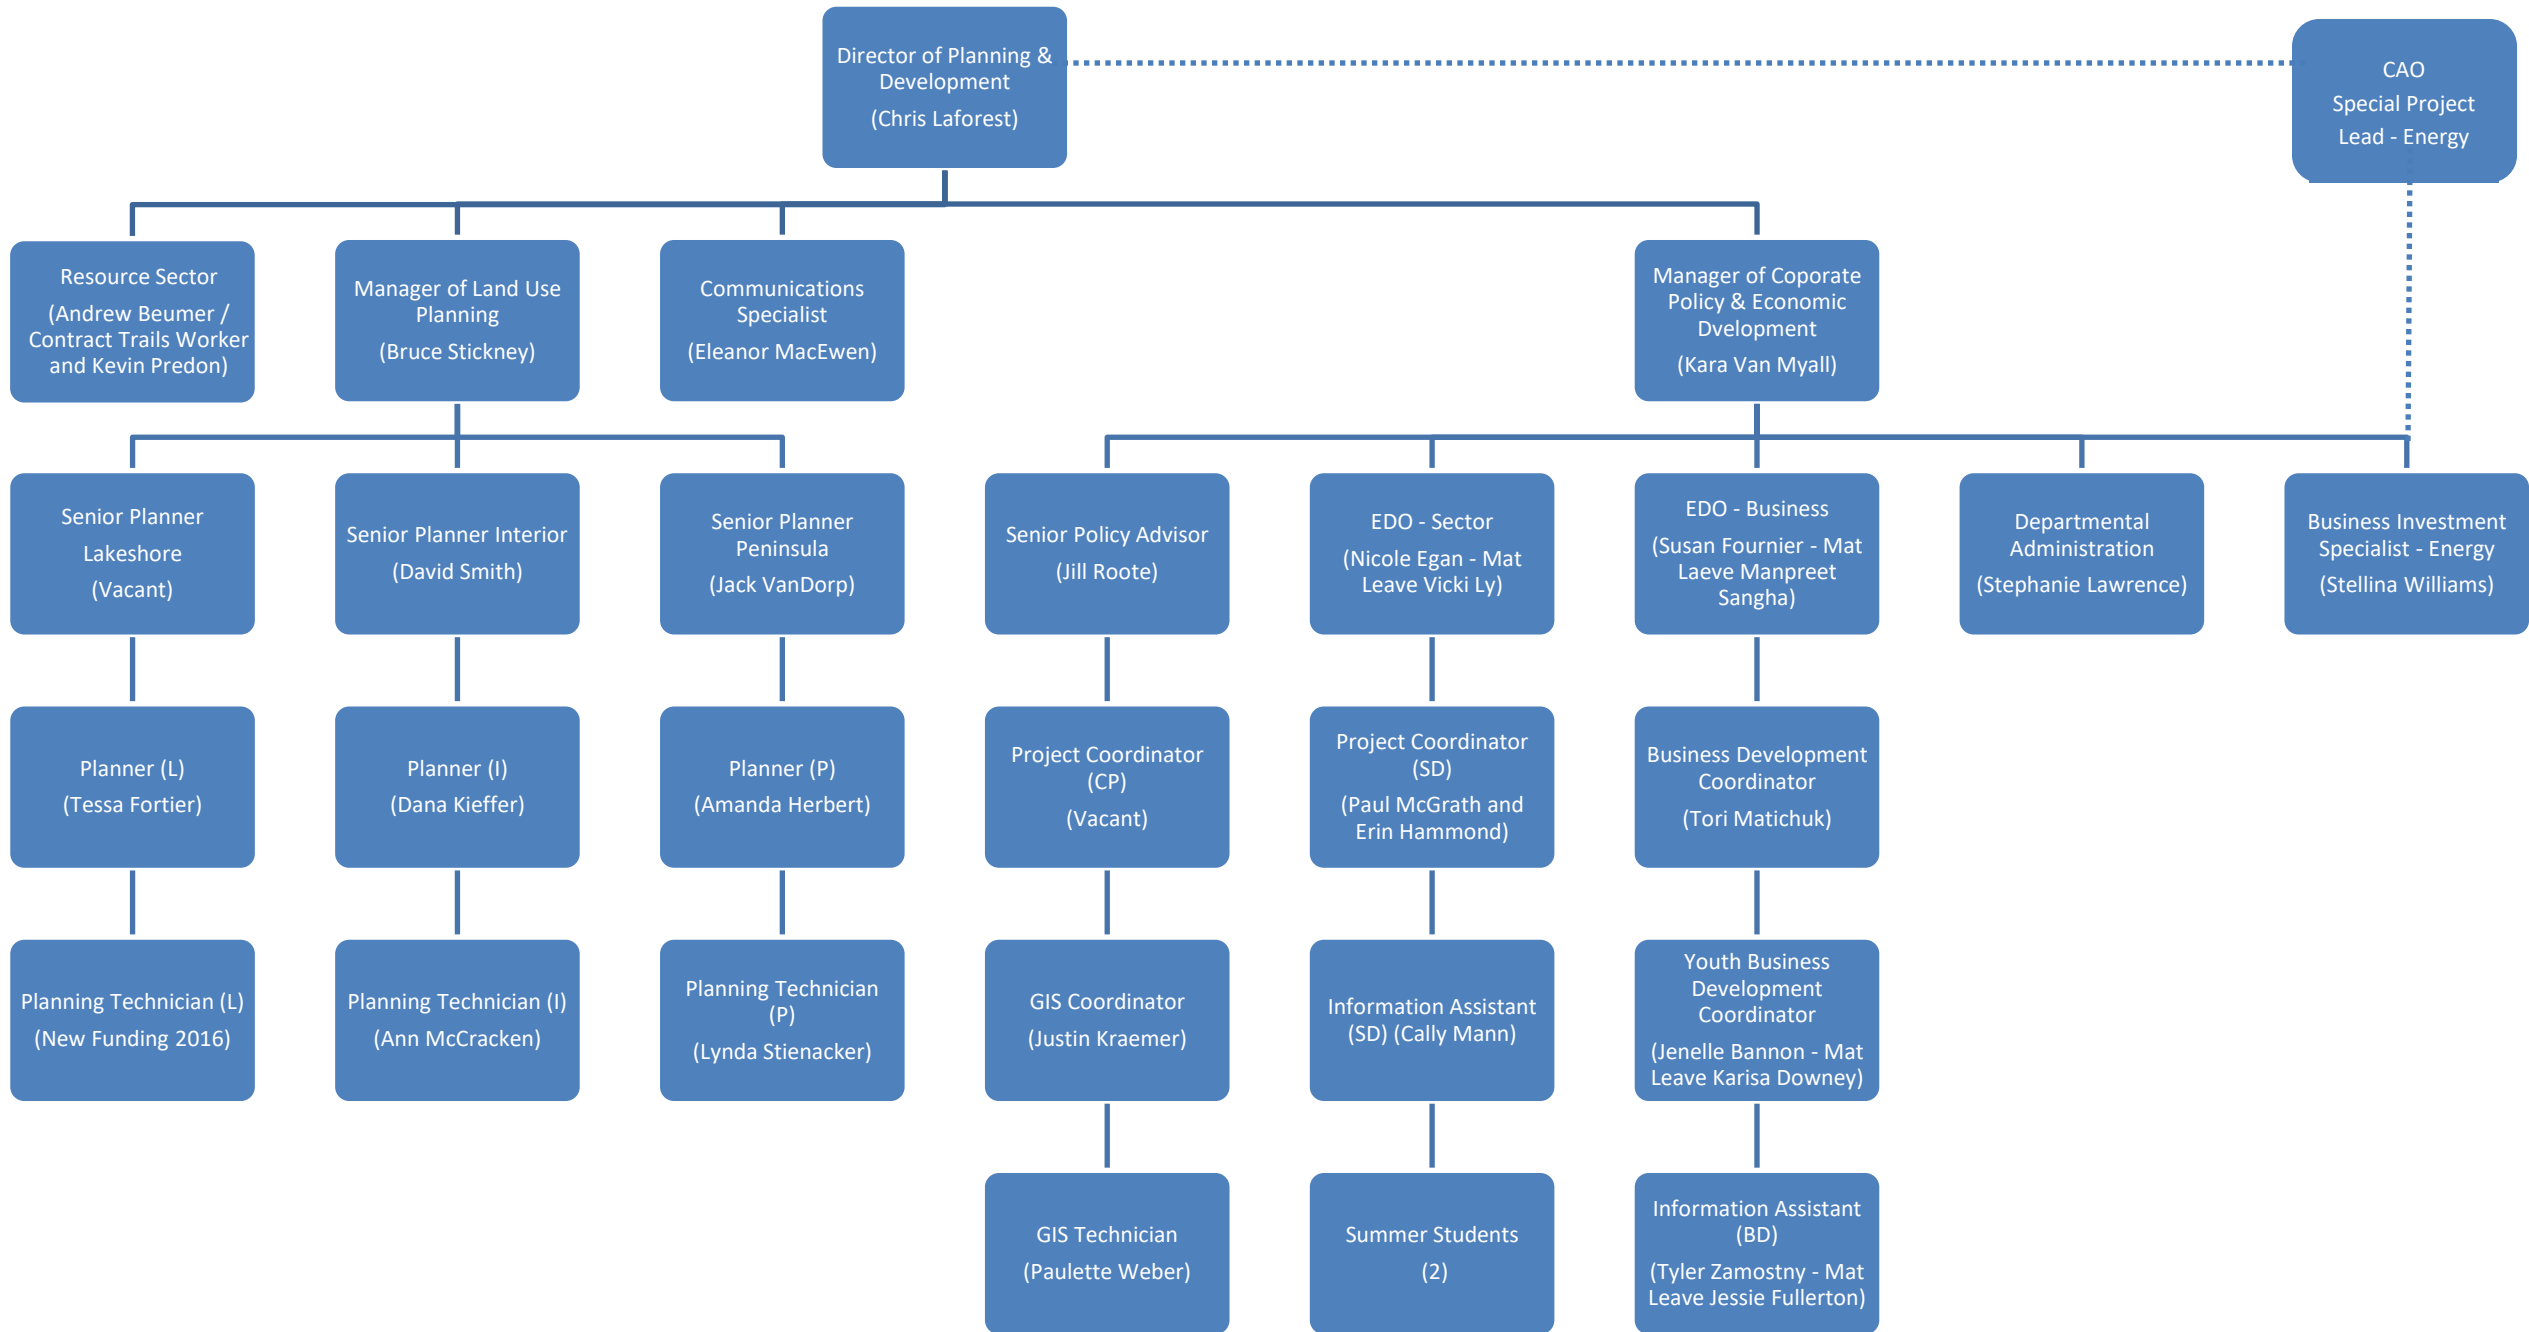 Director of Planning &
Development
(Chris Laforest)
CAO
Special Project
Lead - Energy
Resource Sector
(Andrew Beumer /
Contract Trails Worker
and Kevin Predon)
Manager of Land Use
Planning
(Bruce Stickney)
Communications
Specialist
(Eleanor MacEwen)
Manager of Coporate
Policy & Economic
Dvelopment
(Kara Van Myall)
Senior Planner
Lakeshore
(Vacant)
Senior Planner Interior
(David Smith)
Senior Planner
Peninsula
(Jack VanDorp)
Senior Policy Advisor
(Jill Roote)
EDO - Sector
(Nicole Egan - Mat
Leave Vicki Ly)
EDO - Business
(Susan Fournier - Mat
Laeve Manpreet
Sangha)
Departmental
Administration
(Stephanie Lawrence)
Business Investment
Specialist - Energy
(Stellina Williams)
Planner (L)
(Tessa Fortier)
Planner (I)
(Dana Kieffer)
Planner (P)
(Amanda Herbert)
Project Coordinator
(CP)
(Vacant)
Project Coordinator
(SD)
(Paul McGrath and
Erin Hammond)
Business Development
Coordinator
(Tori Matichuk)
Planning Technician (L)
(New Funding 2016)
Planning Technician (I)
(Ann McCracken)
Planning Technician
(P)
(Lynda Stienacker)
GIS Coordinator
(Justin Kraemer)
Information Assistant
(SD) (Cally Mann)
Youth Business
Development
Coordinator
(Jenelle Bannon - Mat
Leave Karisa Downey)
GIS Technician
(Paulette Weber)
Summer Students
(2)
Information Assistant
(BD)
(Tyler Zamostny - Mat
Leave Jessie Fullerton)